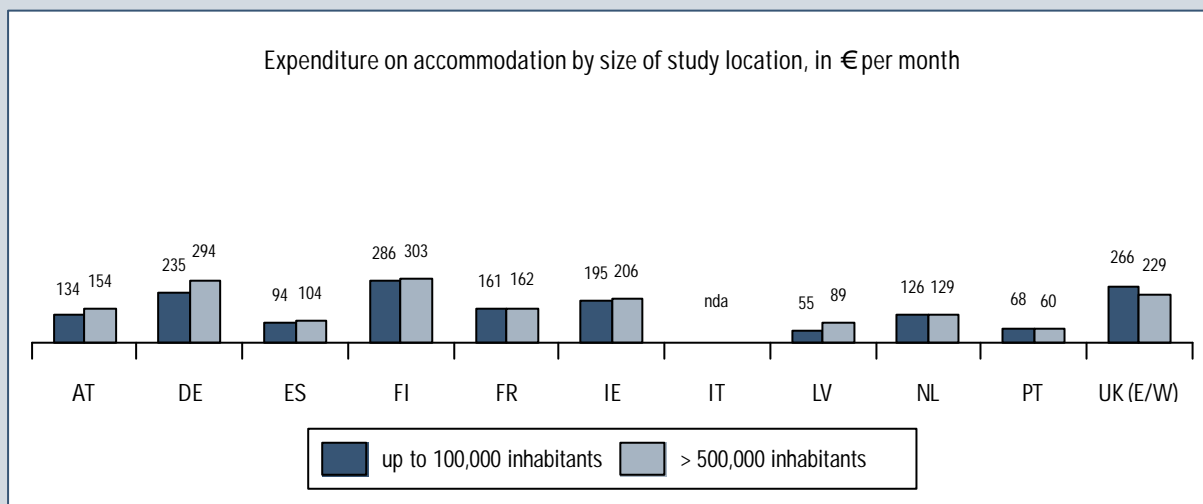 Expenditure on accommodation by size of study location, in € per month
134 154 235 294 94 104 286 303 161 162 195 206 nda 55 89 126 129 68 60 266 229
AT DE ES FI FR IE IT LV NL PT UK (E/W)
up to 100,000 inhabitants > 500,000 inhabitants